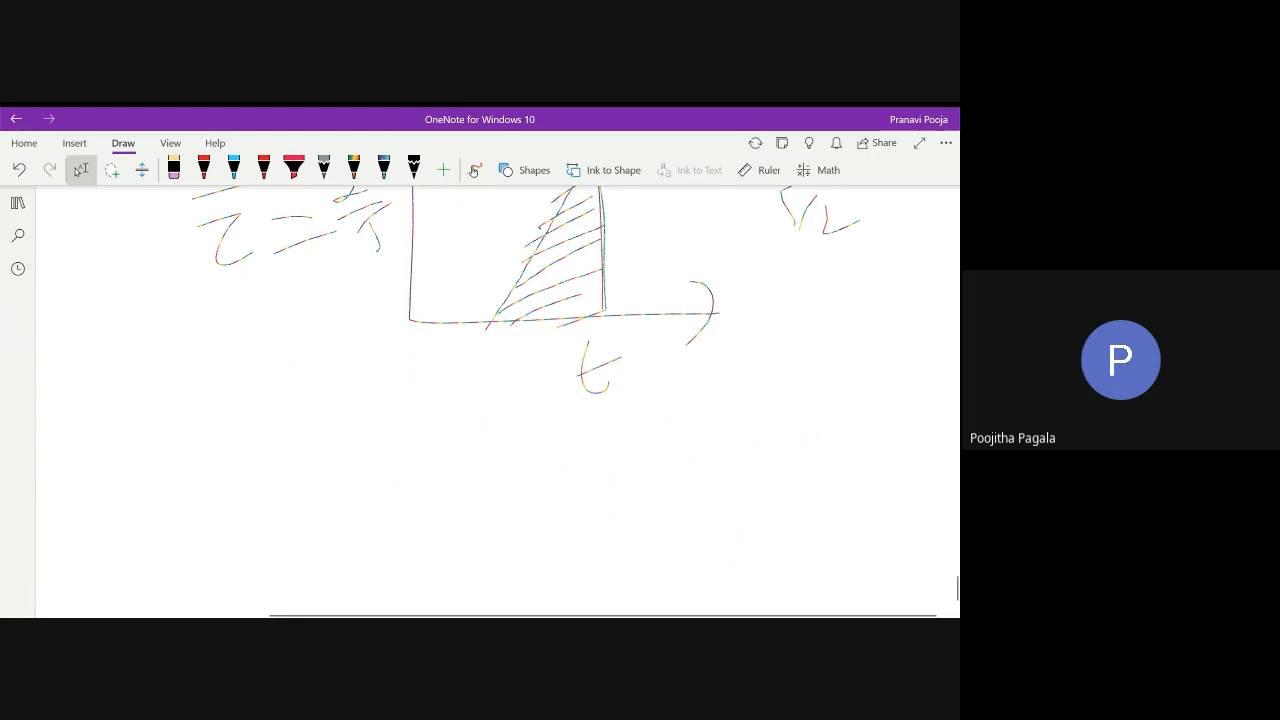 OneNote for Windows 10
Pranavi Pooja
Home Insert Draw View Help
Share
Shapes Ink to Shape Ink to Text Ruler Math
t
P
Poojitha Pagala